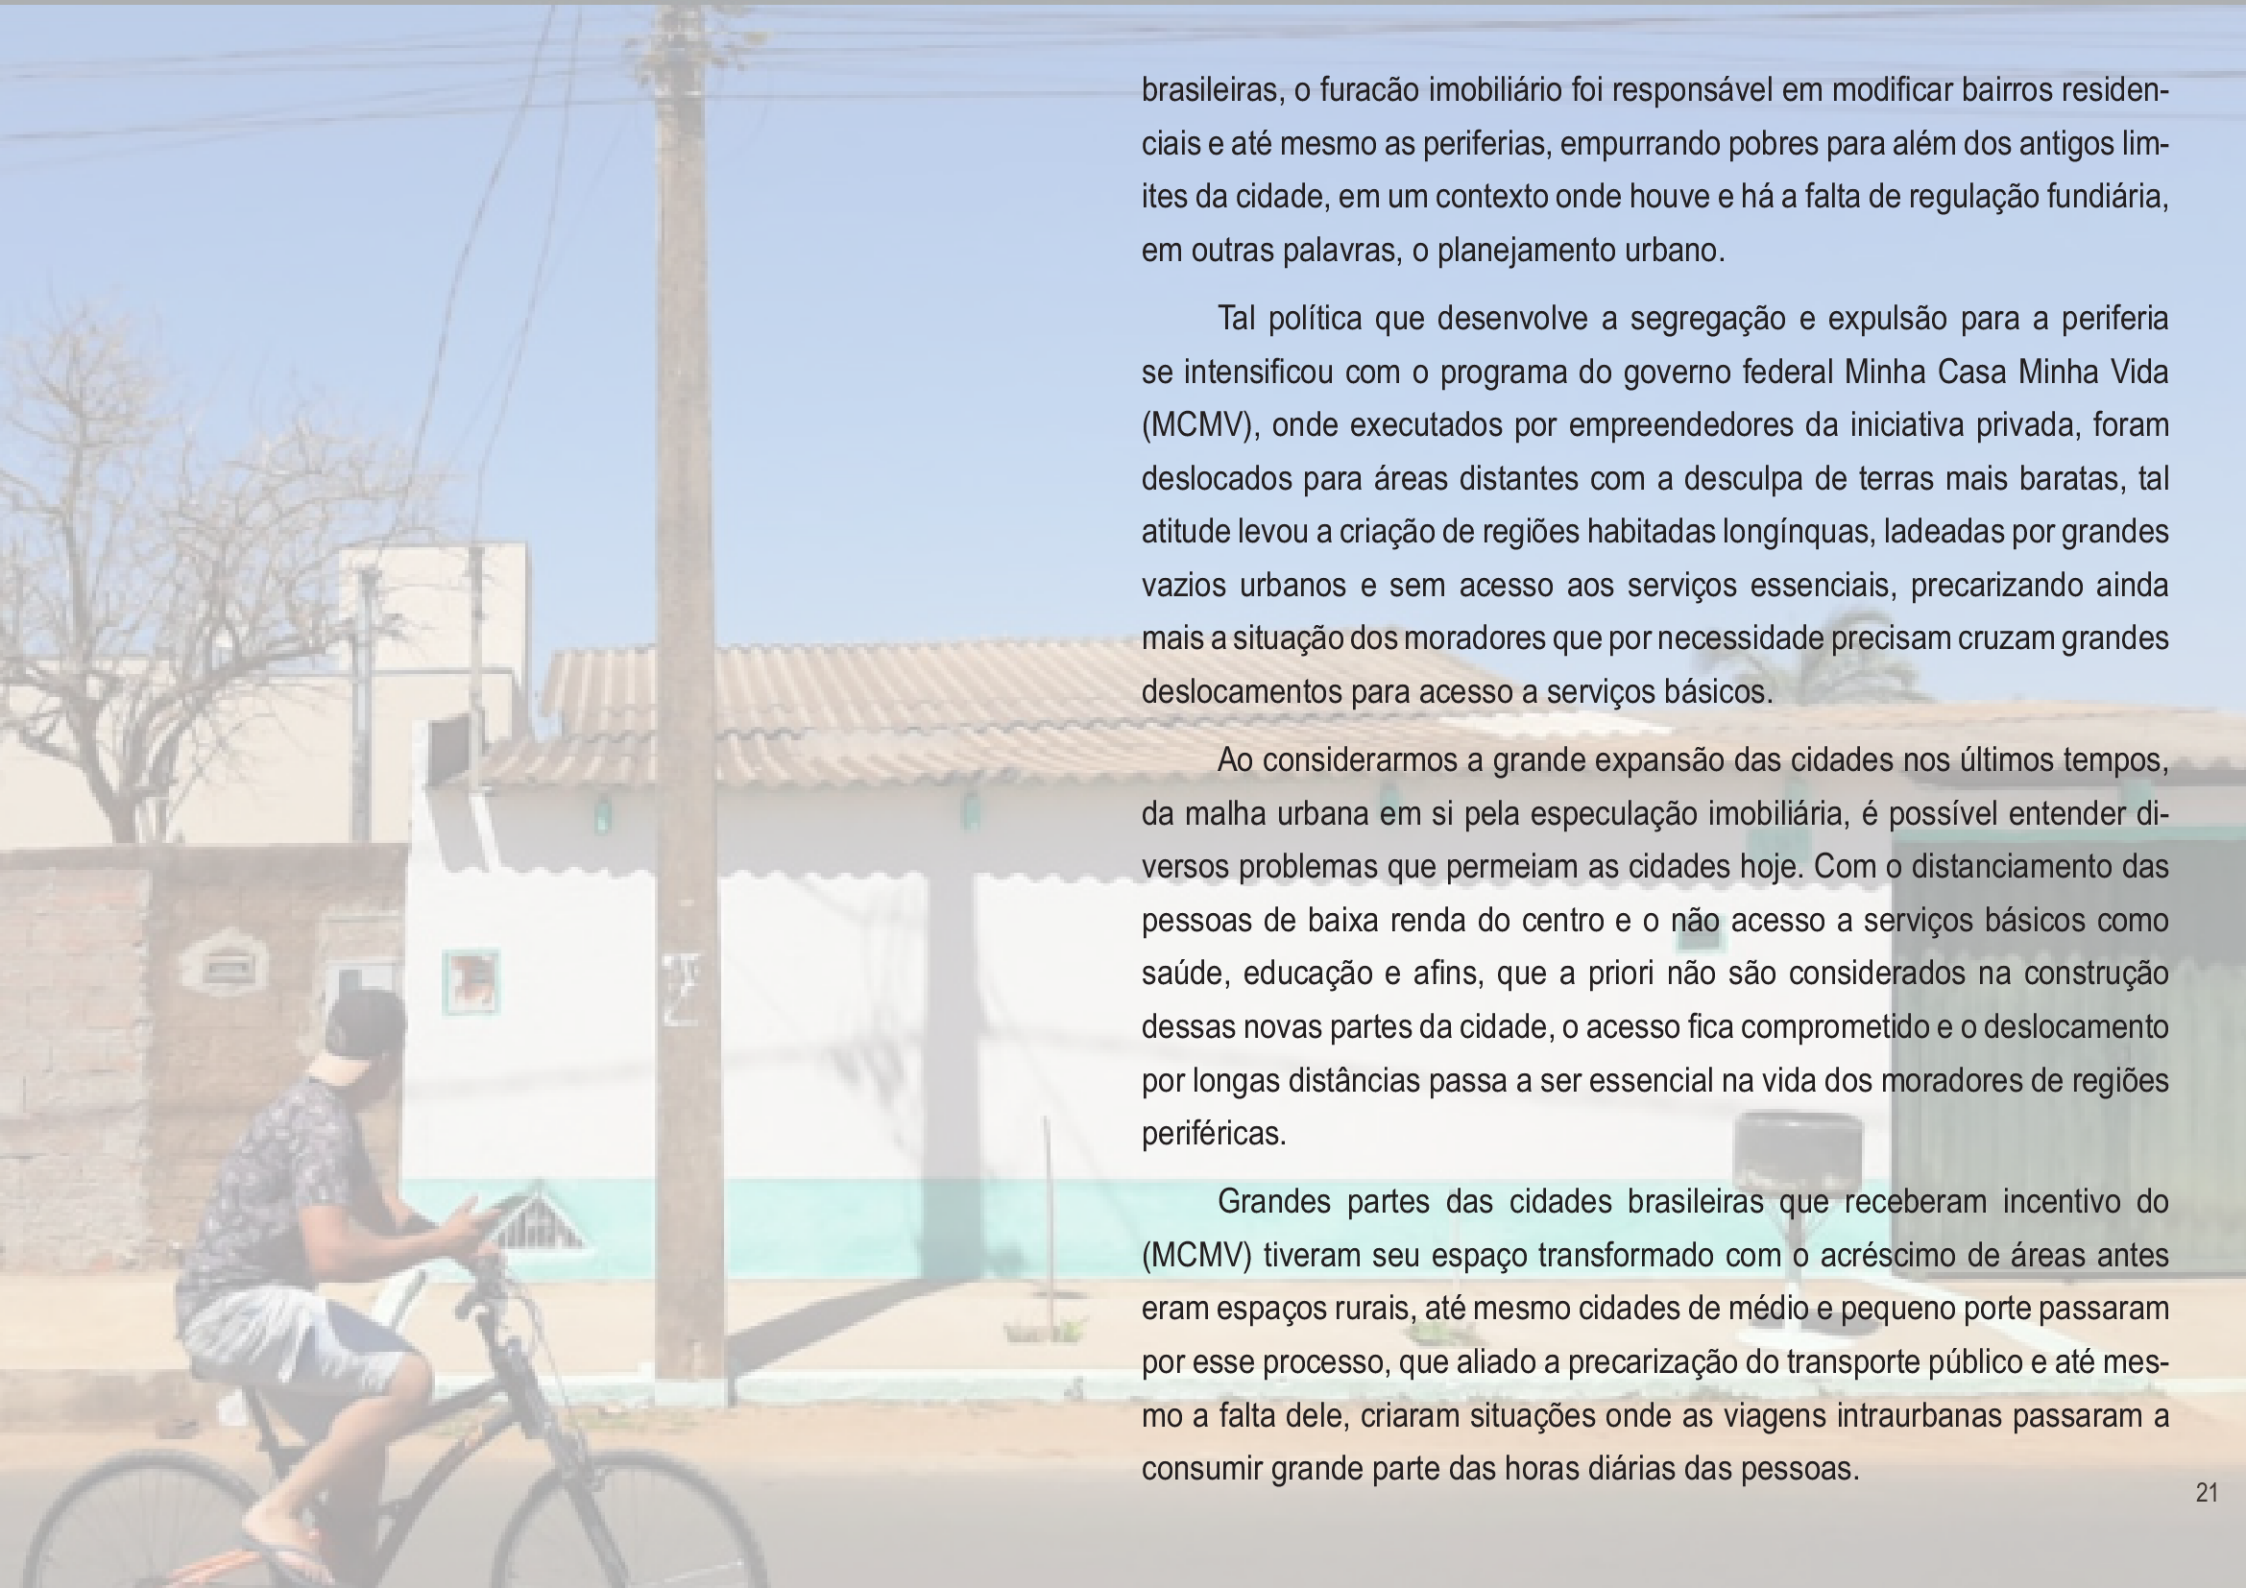 brasileiras, o furacão imobiliário foi responsável em modificar bairros residen-
ciais e até mesmo as periferias, empurrando pobres para além dos antigos lim-
ites da cidade, em um contexto onde houve e há a falta de regulação fundiária,
em outras palavras, o planejamento urbano.
Tal política que desenvolve a segregação e expulsão para a periferia
se intensificou com o programa do governo federal Minha Casa Minha Vida
(MCMV), onde executados por empreendedores da iniciativa privada, foram
deslocados para áreas distantes com a desculpa de terras mais baratas, tal
atitude levou a criação de regiões habitadas longínquas, ladeadas por grandes
vazios urbanos e sem acesso aos serviços essenciais, precarizando ainda
mais a situação dos moradores que por necessidade precisam cruzam grandes
deslocamentos para acesso a serviços básicos.
Ao considerarmos a grande expansão das cidades nos últimos tempos,
da malha urbana em si pela especulação imobiliária, é possível entender di-
versos problemas que permeiam as cidades hoje. Com o distanciamento das
pessoas de baixa renda do centro e o não acesso a serviços básicos como
saúde, educação e afins, que a priori não são considerados na construção
dessas novas partes da cidade, o acesso fica comprometido e o deslocamento
por longas distâncias passa a ser essencial na vida dos moradores de regiões
periféricas.
Grandes partes das cidades brasileiras que receberam incentivo do
(MCMV) tiveram seu espaço transformado com o acréscimo de áreas antes
eram espaços rurais, até mesmo cidades de médio e pequeno porte passaram
por esse processo, que aliado a precarização do transporte público e até mes-
mo a falta dele, criaram situações onde as viagens intraurbanas passaram a
consumir grande parte das horas diárias das pessoas.
21